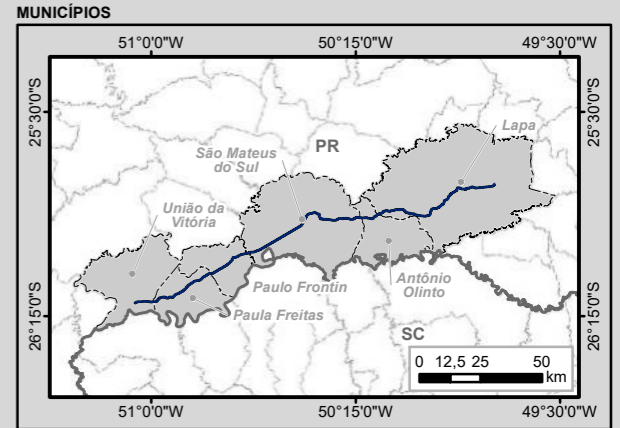 MUNICÍPIOS
51°0'0"W 50°15'0"W 49°30'0"W
25°30'0"S
25°30'0"S
Lapa
PR
São Mateus
do Sul
União da
Vitória
Paulo Frontin
Antônio
Olinto
Paula Freitas
26°15'0"S
26°15'0"S
SC
0 12,5 25 50
km
51°0'0"W 50°15'0"W 49°30'0"W